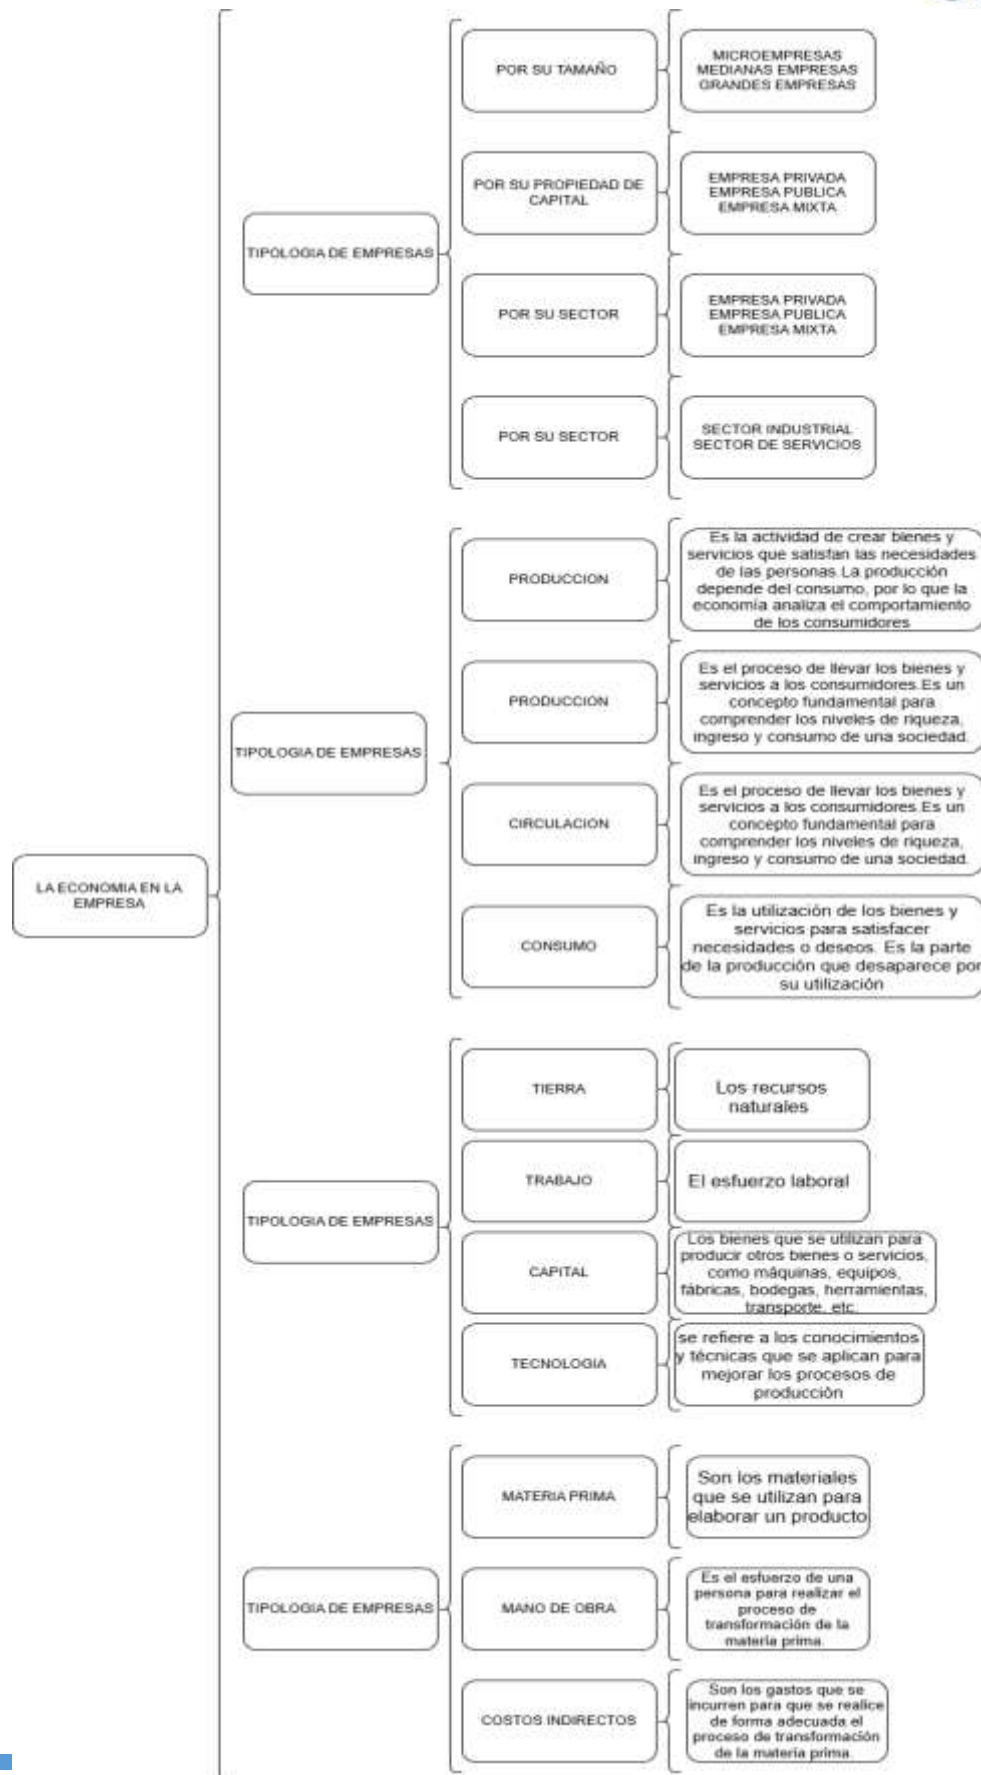 LA ECONOMIA EN LA
EMPRESA
TIPOLOGIA DE EMPRESAS
POR SU TAMAÑO
MICROEMPRESAS
MEDIANAS EMPRESAS
GRANDES EMPRESAS
POR SU PROPIEDAD DE
CAPITAL
EMPRESA PRIVADA
EMPRESA PUBLICA
EMPRESA MIXTA
POR SU SECTOR
EMPRESA PRIVADA
EMPRESA PUBLICA
EMPRESA MIXTA
POR SU SECTOR
SECTOR INDUSTRIAL
SECTOR DE SERVICIOS
TIPOLOGIA DE EMPRESAS
PRODUCCION
Es la actividad de crear bienes y
servicios que satisfan las necesidades
de las personas.La producción
depende del consumo, por lo que la
economía analiza el comportamiento
de los consumidores
PRODUCCION
Es el proceso de llevar los bienes y
servicios a los consumidores.Es un
concepto fundamental para
comprender los niveles de riqueza,
ingreso y consumo de una sociedad.
CIRCULACION
Es el proceso de llevar los bienes y
servicios a los consumidores.Es un
concepto fundamental para
comprender los niveles de riqueza,
ingreso y consumo de una sociedad.
CONSUMO
Es la utilización de los bienes y
servicios para satisfacer
necesidades o deseos. Es la parte
de la producción que desaparece por
su utilización
TIPOLOGIA DE EMPRESAS
TIERRA
Los recursos
naturales
TRABAJO
El esfuerzo laboral
CAPITAL
Los bienes que se utilizan para
producir otros bienes o servicios,
como máquinas, equipos,
fábricas, bodegas, herramientas,
transporte, etc.
TECNOLOGIA
se refiere a los conocimientos
y técnicas que se aplican para
mejorar los procesos de
producción
TIPOLOGIA DE EMPRESAS
MATERIA PRIMA
Son los materiales
que se utilizan para
elaborar un producto
MANO DE OBRA
Es el esfuerzo de una
persona para realizar el
proceso de
transformación de la
materia prima.
COSTOS INDIRECTOS
Son los gastos que se
incurren para que se realice
de forma adecuada el
proceso de transformación
de la materia prima.